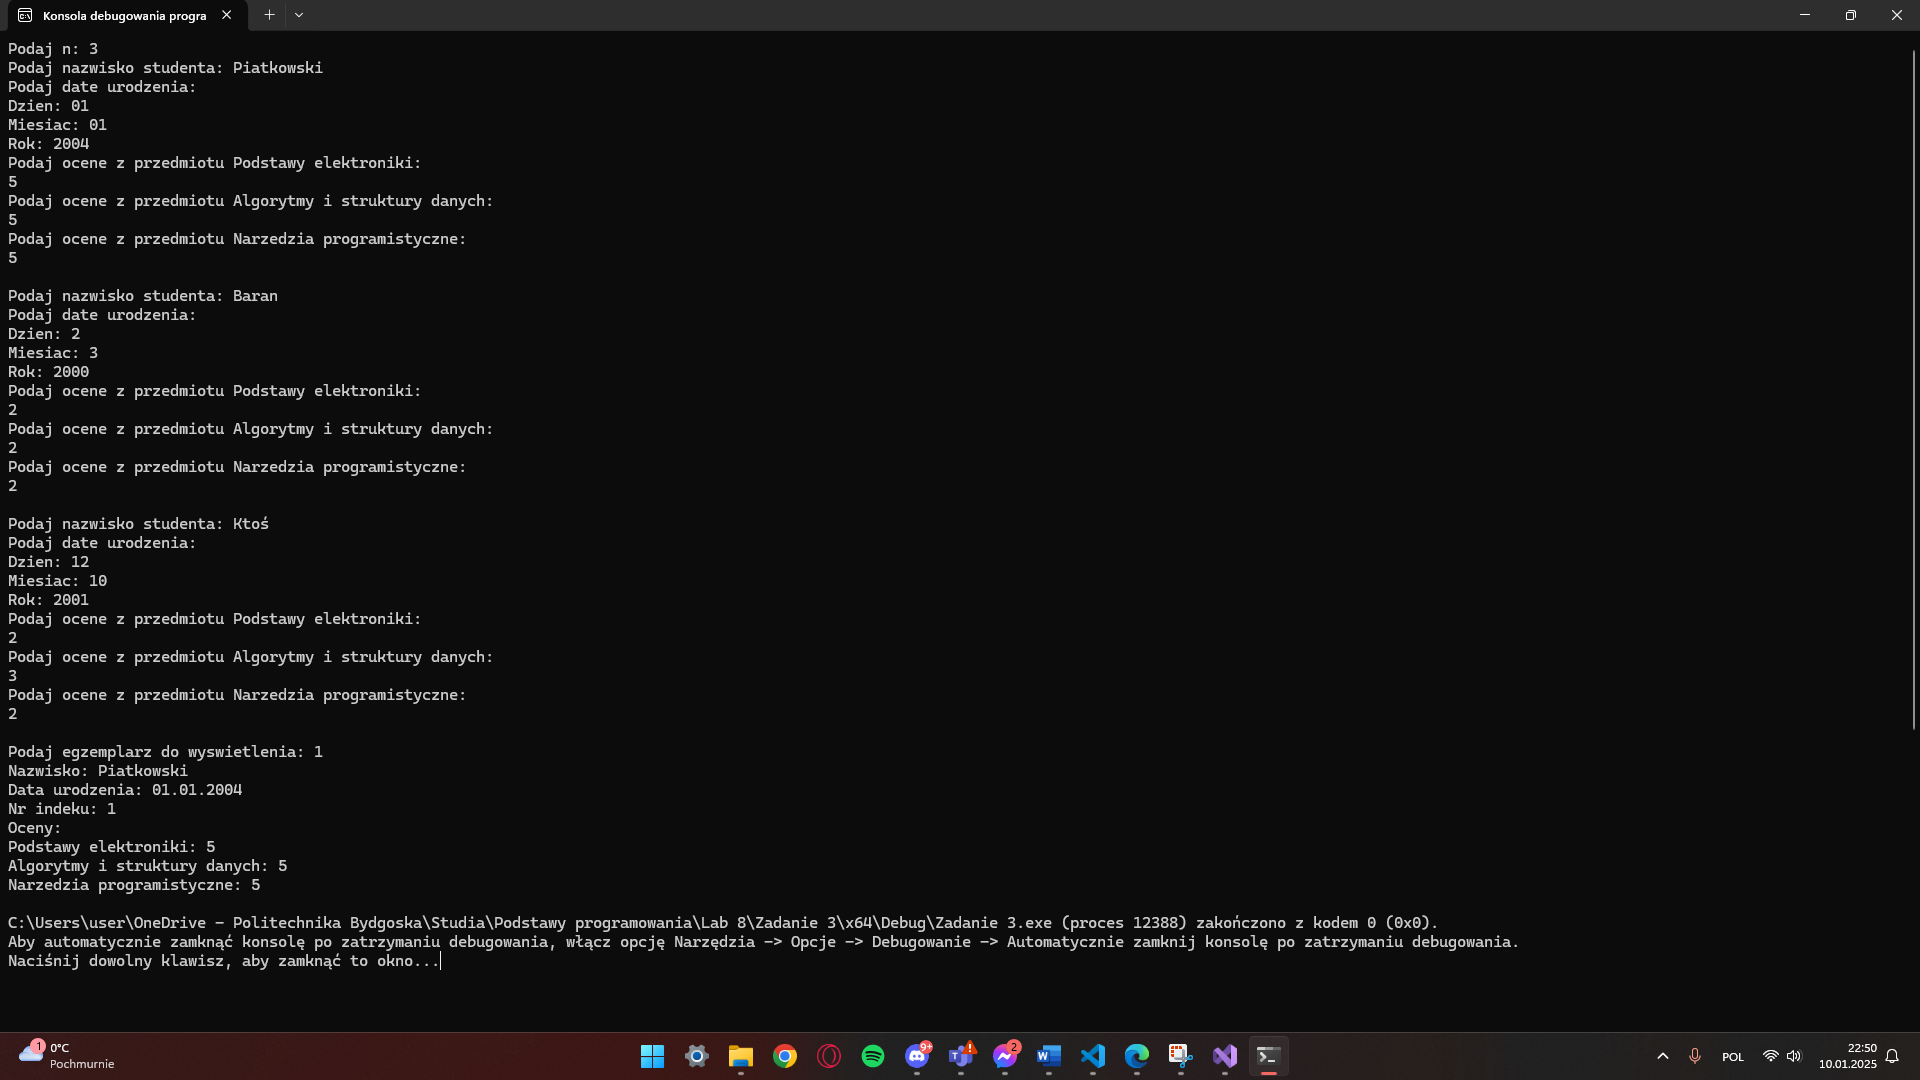 Konsola debugowania progra
Podaj n: 3
Podaj nazwisko studenta: Piatkowski
Podaj date urodzenia:
Dzien: 01
Miesiac: 01
Rok: 2004
Podaj ocene z przedmiotu Podstawy elektroniki:
5
Podaj ocene z przedmiotu Algorytmy i struktury danych:
5
Podaj ocene z przedmiotu Narzedzia programistyczne:
5
Podaj nazwisko studenta: Baran
Podaj date urodzenia:
Dzien: 2
Miesiac: 3
Rok: 2000
Podaj ocene z przedmiotu Podstawy elektroniki:
2
Podaj ocene z przedmiotu Algorytmy i struktury danych:
2
Podaj ocene z przedmiotu Narzedzia programistyczne:
2
Podaj nazwisko studenta: Ktoś
Podaj date urodzenia:
Dzien: 12
Miesiac: 10
Rok: 2001
Podaj ocene z przedmiotu Podstawy elektroniki:
2
Podaj ocene z przedmiotu Algorytmy i struktury danych:
3
Podaj ocene z przedmiotu Narzedzia programistyczne:
2
Podaj egzemplarz do wyswietlenia: 1
Nazwisko: Piatkowski
Data urodzenia: 01.01.2004
Nr indeku: 1
Oceny:
Podstawy elektroniki: 5
Algorytmy i struktury danych: 5
Narzedzia programistyczne: 5
C:\Users\user\OneDrive - Politechnika Bydgoska\Studia\Podstawy programowania\Lab 8\Zadanie 3\x64\Debug\Zadanie 3.exe (proces 12388) zakończono z kodem 0 (0x0).
Aby automatycznie zamknąć konsolę po zatrzymaniu debugowania, włącz opcję Narzędzia -> Opcje -> Debugowanie -> Automatycznie zamknij konsolę po zatrzymaniu debugowania.
Naciśnij dowolny klawisz, aby zamknąć to okno...
1 0°C
Pochmurnie
9+
2
POL
22:50
10.01.2025